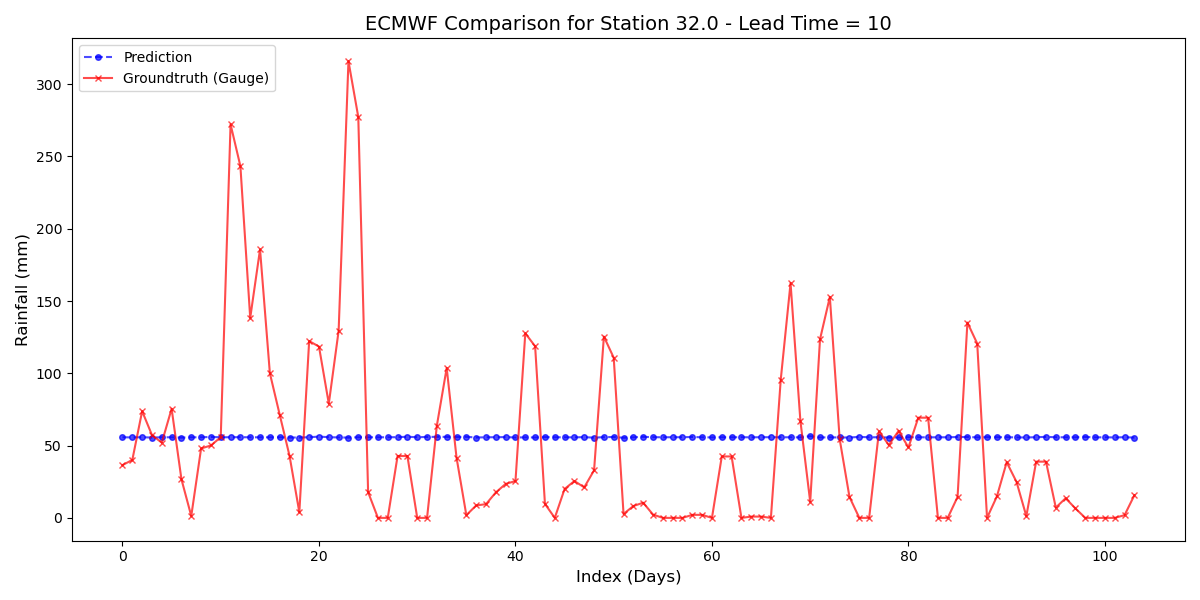 ECMWF Comparison for Station 32.0 - Lead Time = 10
Prediction
Groundtruth (Gauge)
Rainfall (mm)
300
250
200
150
100
50
0
0 20 40 60 80 100
Index (Days)